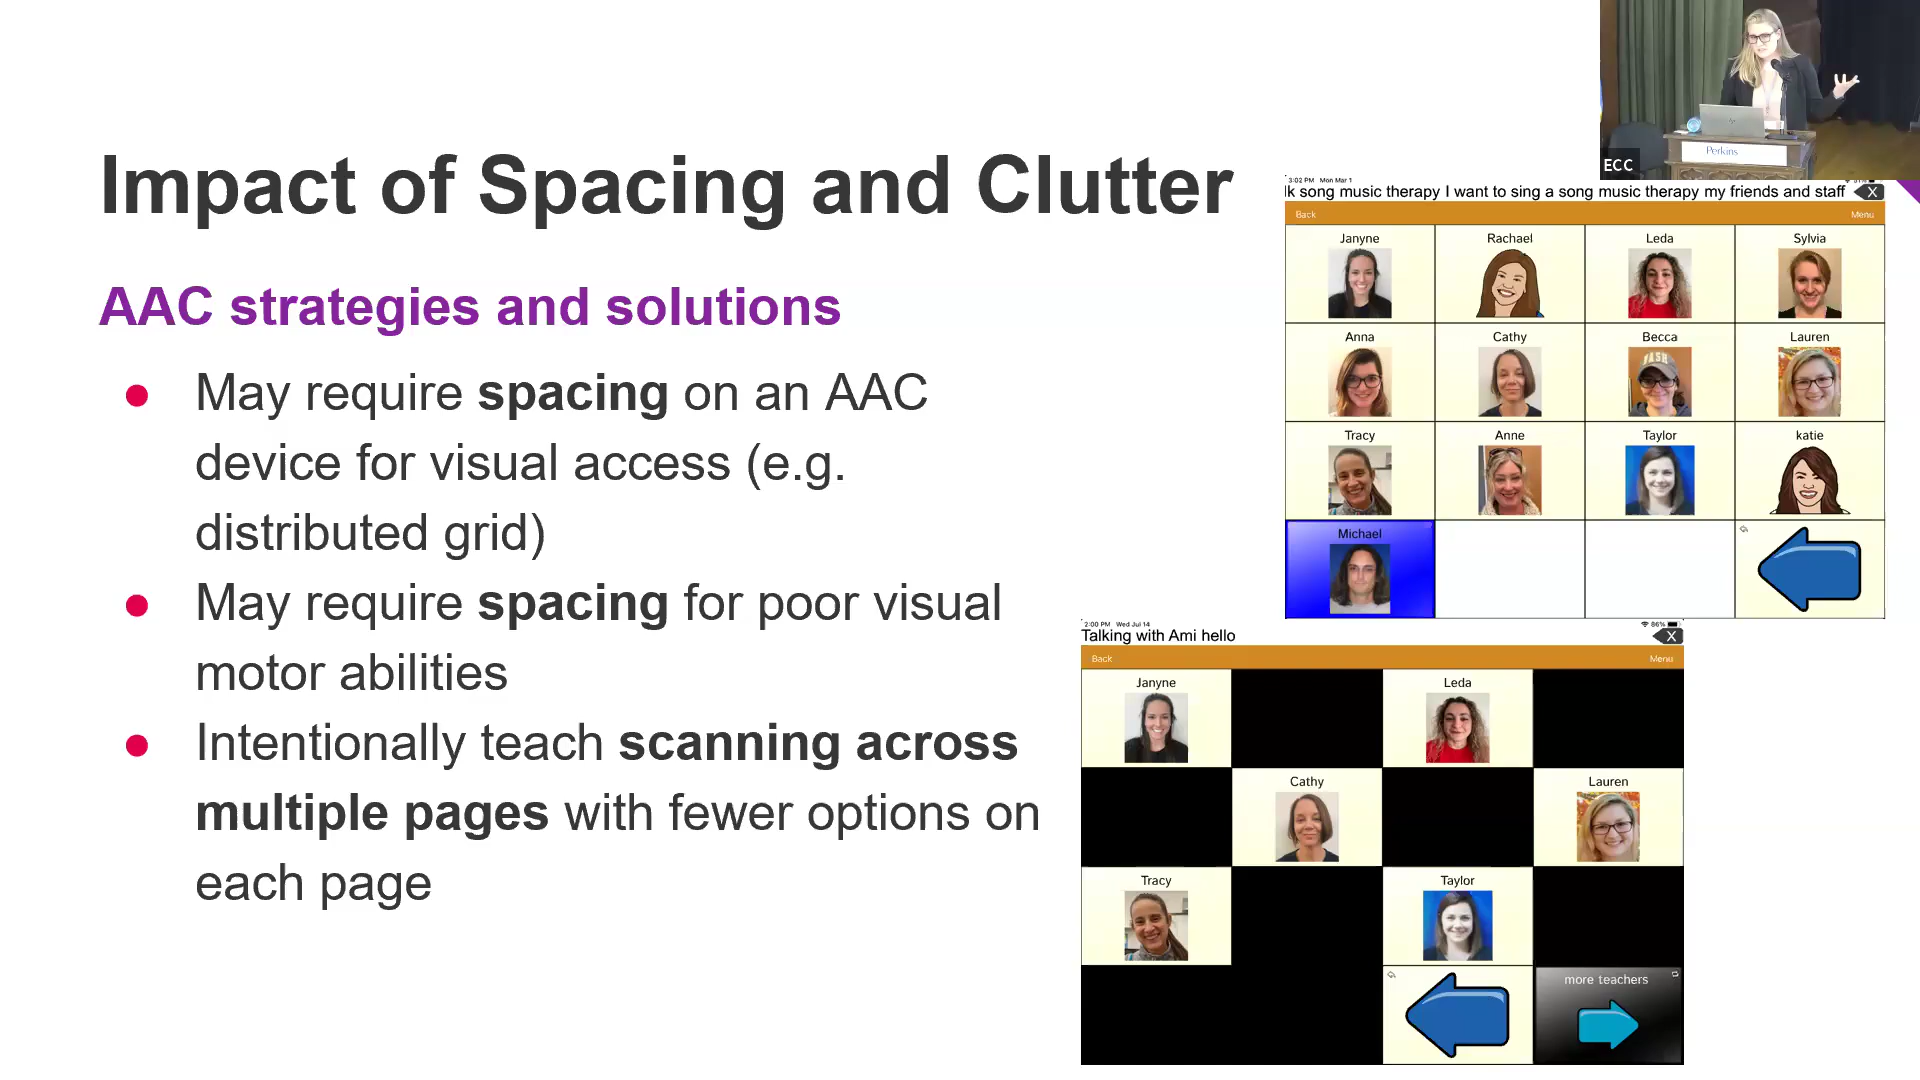 Impact of Spacing and Clutter
AAC strategies and solutions
● May require spacing on an AAC
device for visual access (e.g.
distributed grid)
● May require spacing for poor visual
motor abilities
● Intentionally teach scanning across
multiple pages with fewer options on
each page
Perkins
ECC
3:02 PM Mon Mar 1
lk song music therapy I want to sing a song music therapy my friends and staff X
Back Menu
Janyne Rachael Leda Sylvia
Anna Cathy Becca Lauren
Tracy Anne Taylor katie
Michael
2:00 PM Wed Jul 14 86%
Talking with Ami hello X
Back Menu
Janyne Leda
Cathy Lauren
Tracy Taylor
more teachers